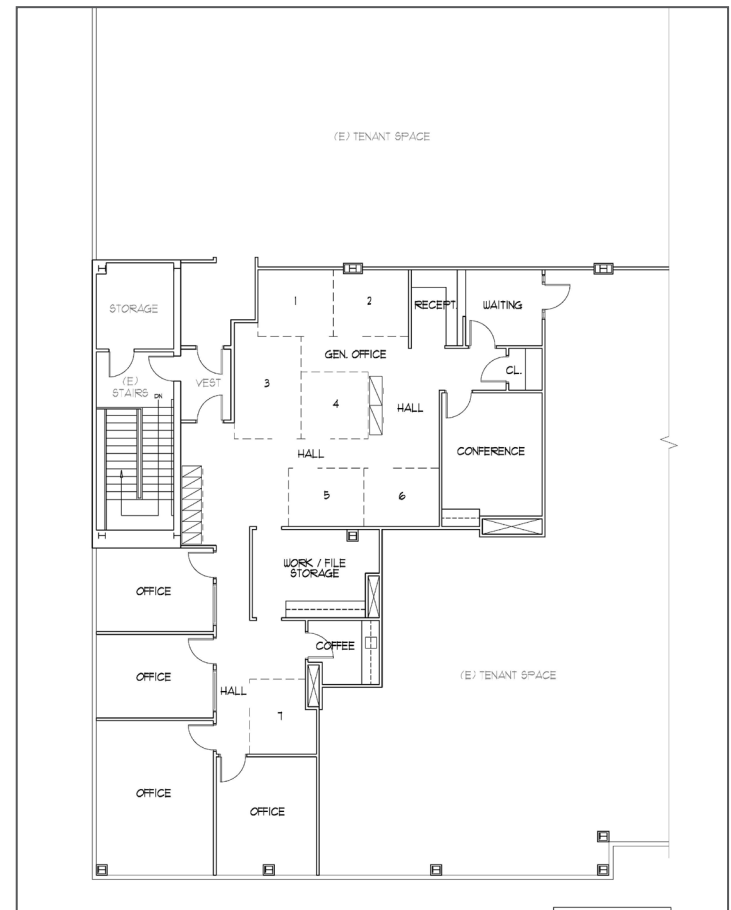 (E) TENANT SPACE
STORAGE
1
2
RECEPT.
WAITING
GEN. OFFICE
(E)
STAIRS
DN
VEST
3
4
CL.
HALL
HALL
CONFERENCE
5
6
WORK / FILE
STORAGE
OFFICE
COFFEE
OFFICE
HALL
7
(E) TENANT SPACE
OFFICE
OFFICE